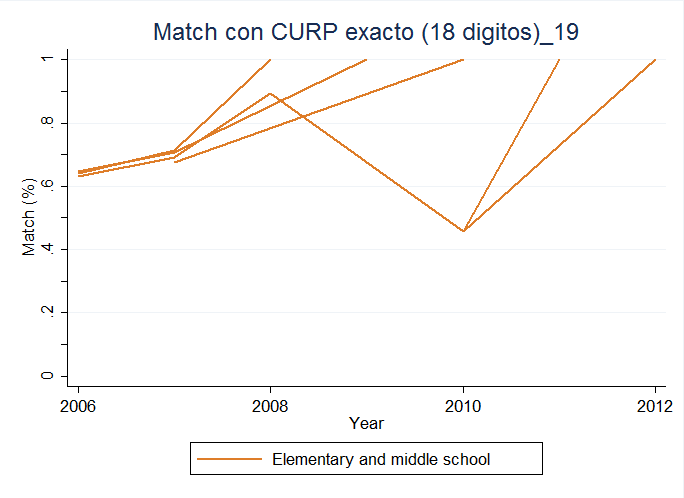 Match con CURP exacto (18 digitos)_19
Match (%)
1
.8
.6
.4
.2
0
2006
2008
2010
2012
Year
Elementary and middle school